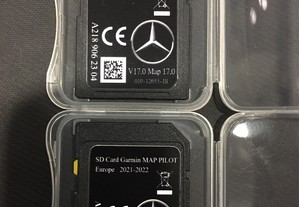 A218 906 23 04
CE
V17.0 Map 17.0
SD Card Garmin MAP PILOT
Europe 2021-2022